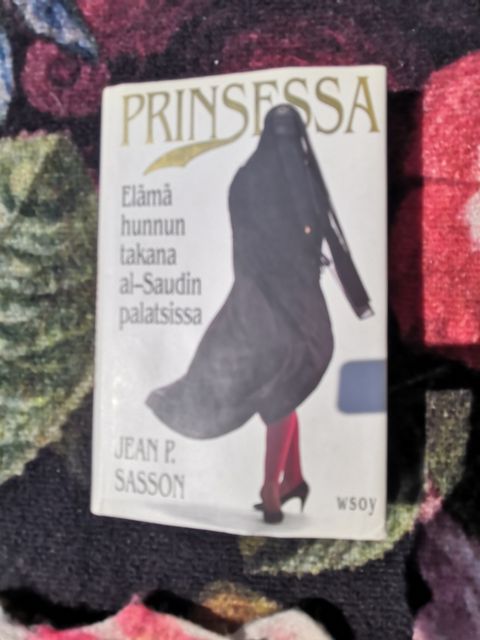 PRINSESSA
Elämä
hunnun
takana
al-Saudin
palatsissa
JEAN P.
SASSON
wsoy